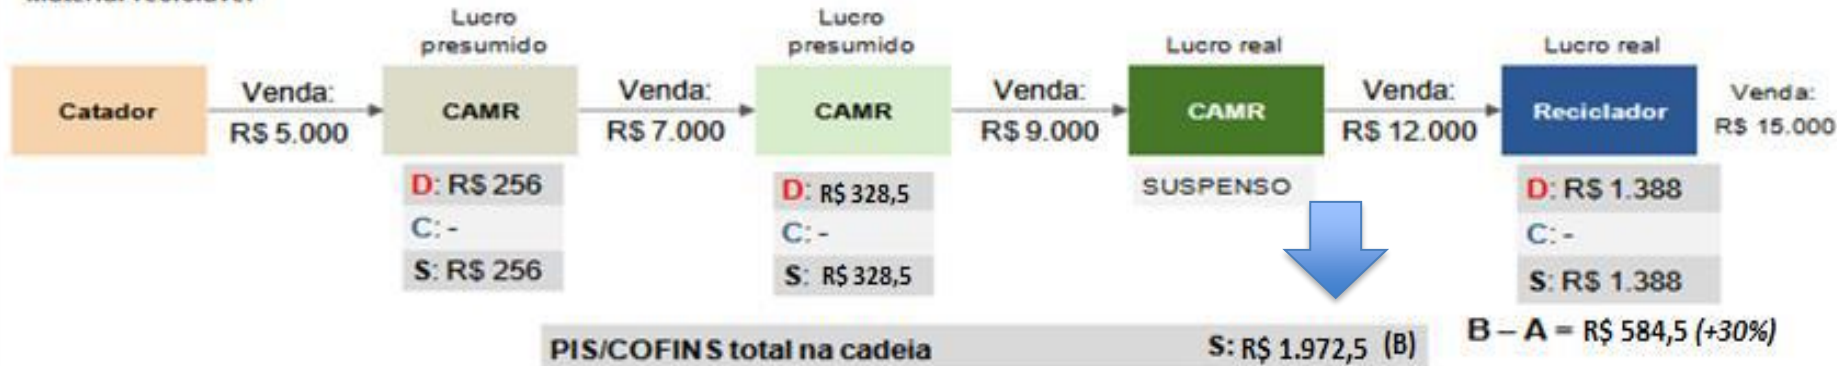 Material reciclável
Lucro
presumido
Lucro
presumido
Lucro real
Lucro real
Catador
Venda:
R$ 5.000
CAMR
Venda:
R$ 7.000
CAMR
Venda:
R$ 9.000
CAMR
Venda:
R$ 12.000
Reciclador
Venda:
R$ 15.000
D: R$ 256
C: -
S: R$ 256
D: R$ 328,5
C: -
S: R$ 328,5
SUSPENSO
D: R$ 1.388
C: -
S: R$ 1.388
PIS/COFINS total na cadeia S: R$ 1.972,5 (B)
B – A = R$ 584,5 (+30%)